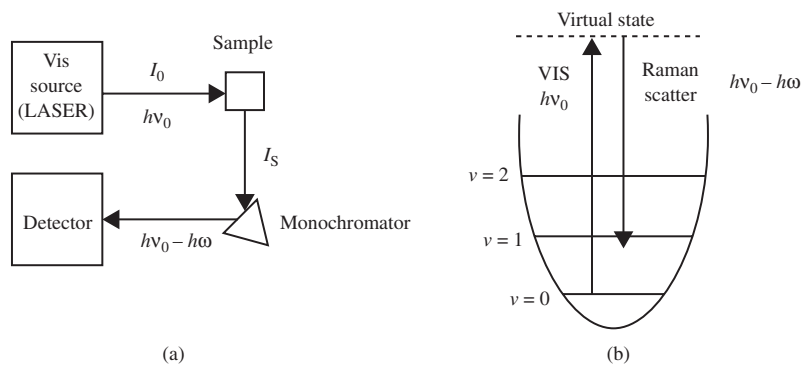 Vis
source
(LASER)
I₀
hν₀
Sample
I_S
Detector
hν₀ – hω
Monochromator
(a)
Virtual state
VIS
hν₀
Raman
scatter
hν₀ – hω
v = 2
v = 1
v = 0
(b)